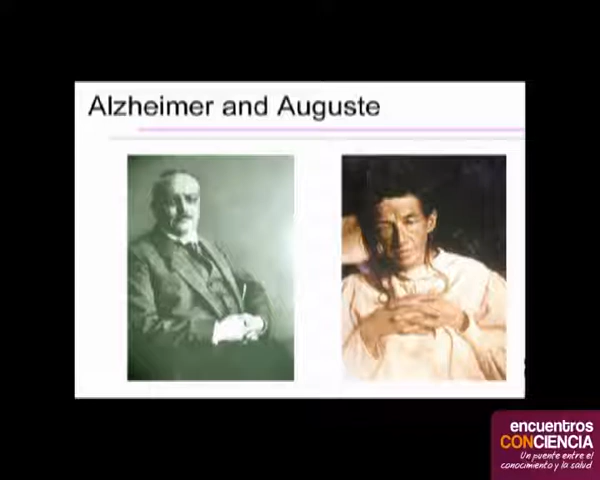 Alzheimer and Auguste
encuentros
CONCIENCIA
Un puente entre el
conocimiento y la salud